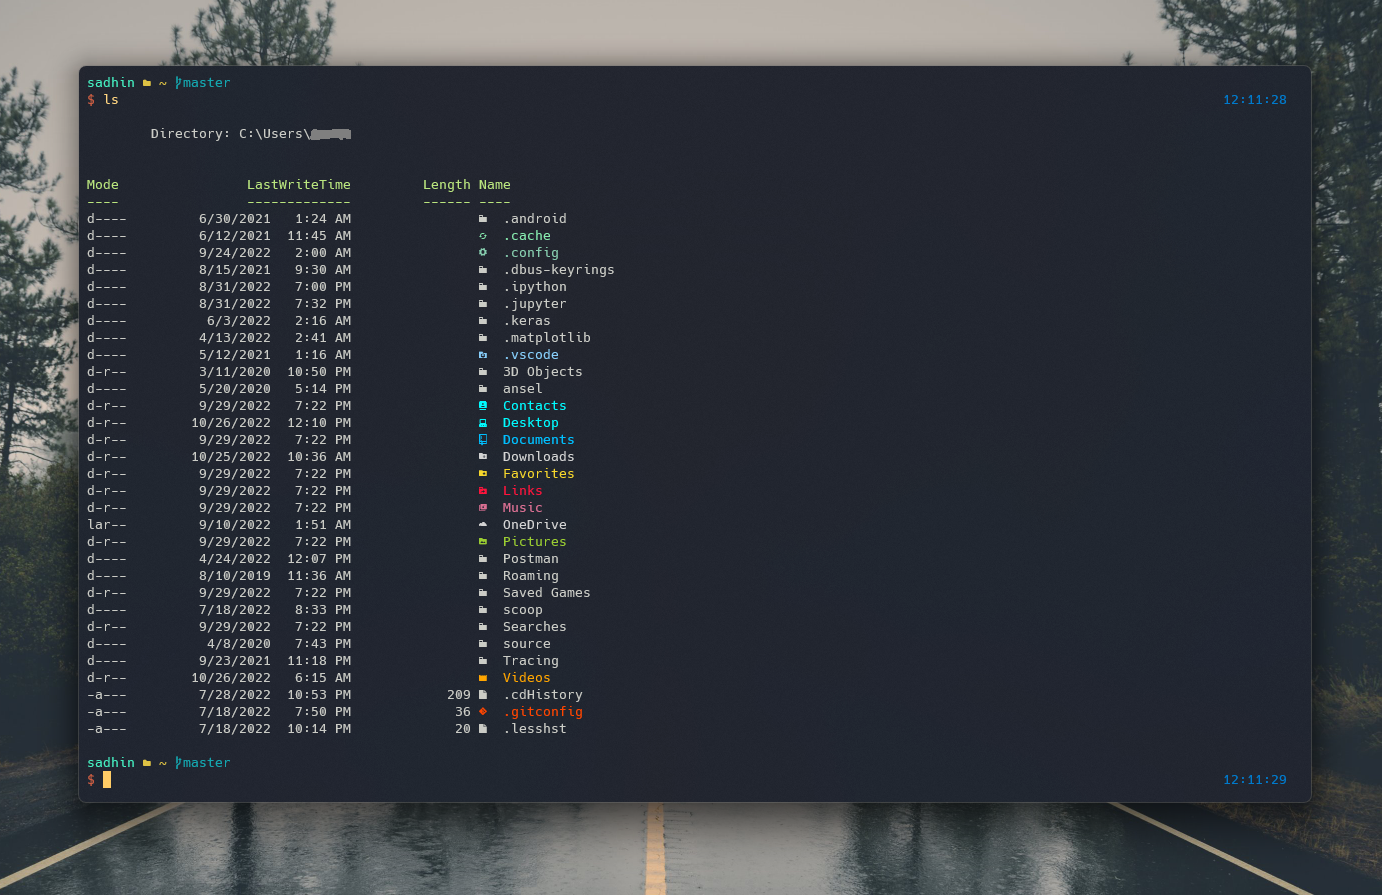 sadhin ~ master
$ ls 12:11:28
Directory: C:\Users\
Mode LastWriteTime Length Name
---- ------------- ------ ----
d---- 6/30/2021 1:24 AM .android
d---- 6/12/2021 11:45 AM .cache
d---- 9/24/2022 2:00 AM .config
d---- 8/15/2021 9:30 AM .dbus-keyrings
d---- 8/31/2022 7:00 PM .ipython
d---- 8/31/2022 7:32 PM .jupyter
d---- 6/3/2022 2:16 AM .keras
d---- 4/13/2022 2:41 AM .matplotlib
d---- 5/12/2021 1:16 AM .vscode
d-r-- 3/11/2020 10:50 PM 3D Objects
d---- 5/20/2020 5:14 PM ansel
d-r-- 9/29/2022 7:22 PM Contacts
d-r-- 10/26/2022 12:10 PM Desktop
d-r-- 9/29/2022 7:22 PM Documents
d-r-- 10/25/2022 10:36 AM Downloads
d-r-- 9/29/2022 7:22 PM Favorites
d-r-- 9/29/2022 7:22 PM Links
d-r-- 9/29/2022 7:22 PM Music
lar-- 9/10/2022 1:51 AM OneDrive
d-r-- 9/29/2022 7:22 PM Pictures
d---- 4/24/2022 12:07 PM Postman
d---- 8/10/2019 11:36 AM Roaming
d-r-- 9/29/2022 7:22 PM Saved Games
d---- 7/18/2022 8:33 PM scoop
d-r-- 9/29/2022 7:22 PM Searches
d---- 4/8/2020 7:43 PM source
d---- 9/23/2021 11:18 PM Tracing
d-r-- 10/26/2022 6:15 AM Videos
-a--- 7/28/2022 10:53 PM 209 .cdHistory
-a--- 7/18/2022 7:50 PM 36 .gitconfig
-a--- 7/18/2022 10:14 PM 20 .lesshst
sadhin ~ master
$ 12:11:29